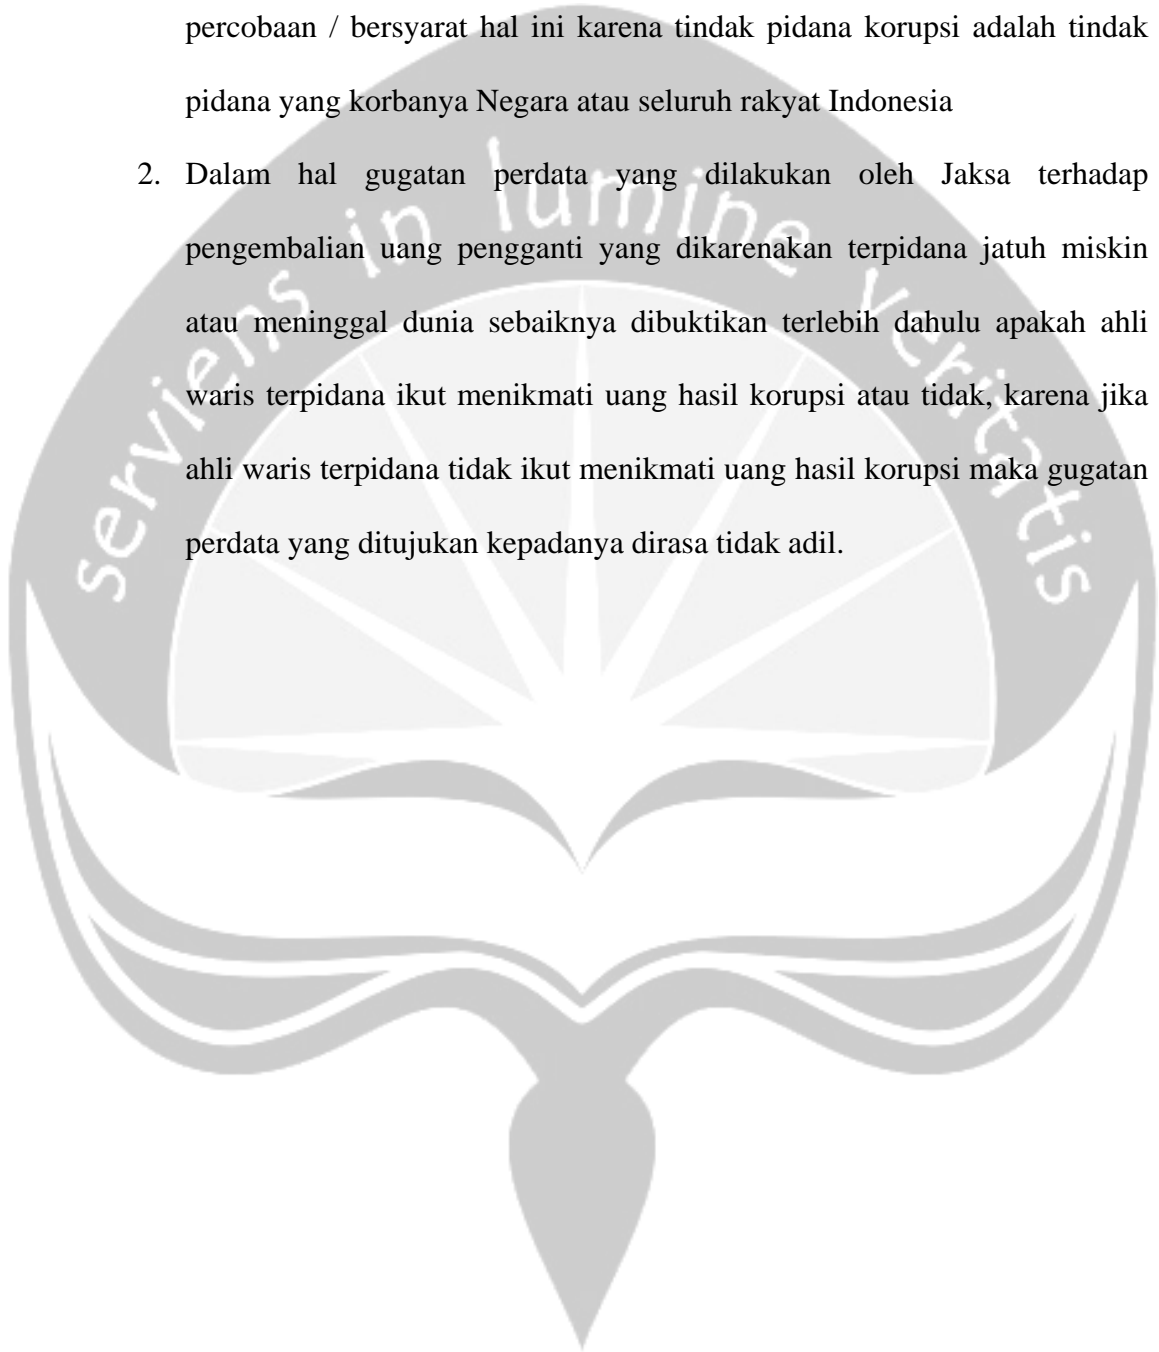 percobaan / bersyarat hal ini karena tindak pidana korupsi adalah tindak
pidana yang korbanya Negara atau seluruh rakyat Indonesia
2. Dalam hal gugatan perdata yang dilakukan oleh Jaksa terhadap
pengembalian uang pengganti yang dikarenakan terpidana jatuh miskin
atau meninggal dunia sebaiknya dibuktikan terlebih dahulu apakah ahli
waris terpidana ikut menikmati uang hasil korupsi atau tidak, karena jika
ahli waris terpidana tidak ikut menikmati uang hasil korupsi maka gugatan
perdata yang ditujukan kepadanya dirasa tidak adil.
serviens in lumine veritatis